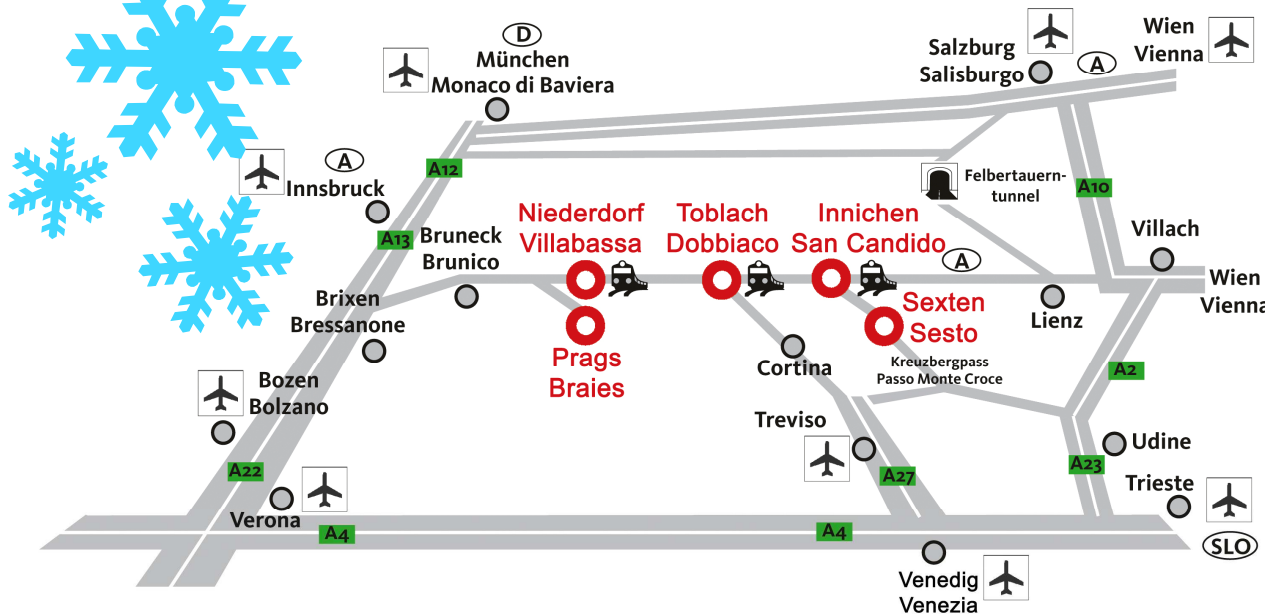 D
München
Monaco di Baviera
Salzburg
Salisburgo
A
Wien
Vienna
A
Innsbruck
A12
A13
Bruneck
Brunico
Niederdorf
Villabassa
Toblach
Dobbiaco
Innichen
San Candido
A
Felbertauern-
tunnel
A10
Villach
Wien
Vienna
Brixen
Bressanone
Prags
Braies
Cortina
Sexten
Sesto
Kreuzbergpass
Passo Monte Croce
Lienz
A2
Bozen
Bolzano
A22
Verona
A4
Treviso
A27
A4
Venedig
Venezia
Udine
A23
Trieste
SLO